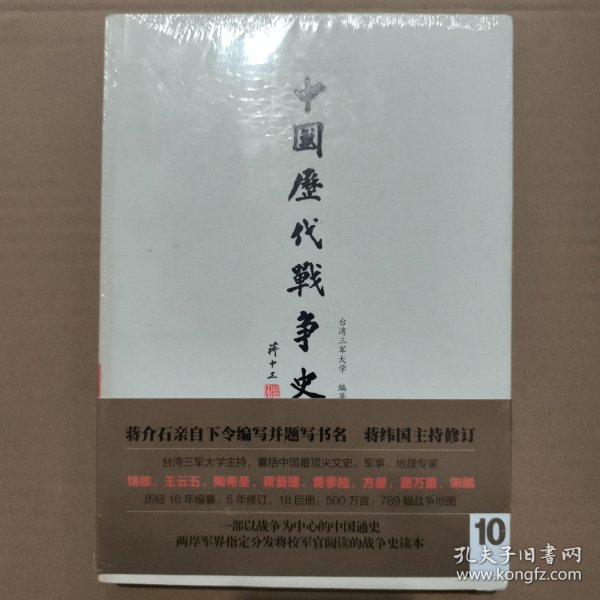 中國歷代戰争史
台湾三军大学 编著
蒋中正
蒋介石亲自下令编写并题写书名 蒋纬国主持修订
台湾三军大学主持，囊括中国最顶尖文史、军事、地理专家
钱穆、王云五、陶希圣、蒋复璁、黄季陆、方豪、屈万里、宋晞
历经16年编纂，5年修订，18巨册，500万言，789幅战争地图
一部以战争为中心的中国通史
两岸军界指定分发将校军官阅读的战争史读本
10
孔夫子旧书网
www.kongfz.com